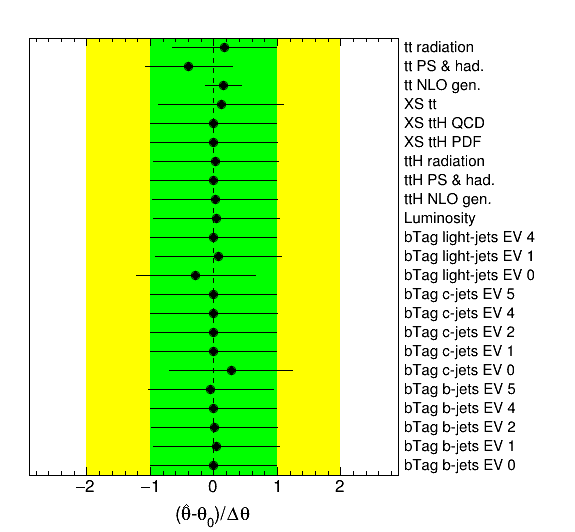 tt radiation
tt PS & had.
tt NLO gen.
XS tt
XS ttH QCD
XS ttH PDF
ttH radiation
ttH PS & had.
ttH NLO gen.
Luminosity
bTag light-jets EV 4
bTag light-jets EV 1
bTag light-jets EV 0
bTag c-jets EV 5
bTag c-jets EV 4
bTag c-jets EV 2
bTag c-jets EV 1
bTag c-jets EV 0
bTag b-jets EV 5
bTag b-jets EV 4
bTag b-jets EV 2
bTag b-jets EV 1
bTag b-jets EV 0
−2 −1 0 1 2
(θ̂-θ₀)/Δθ